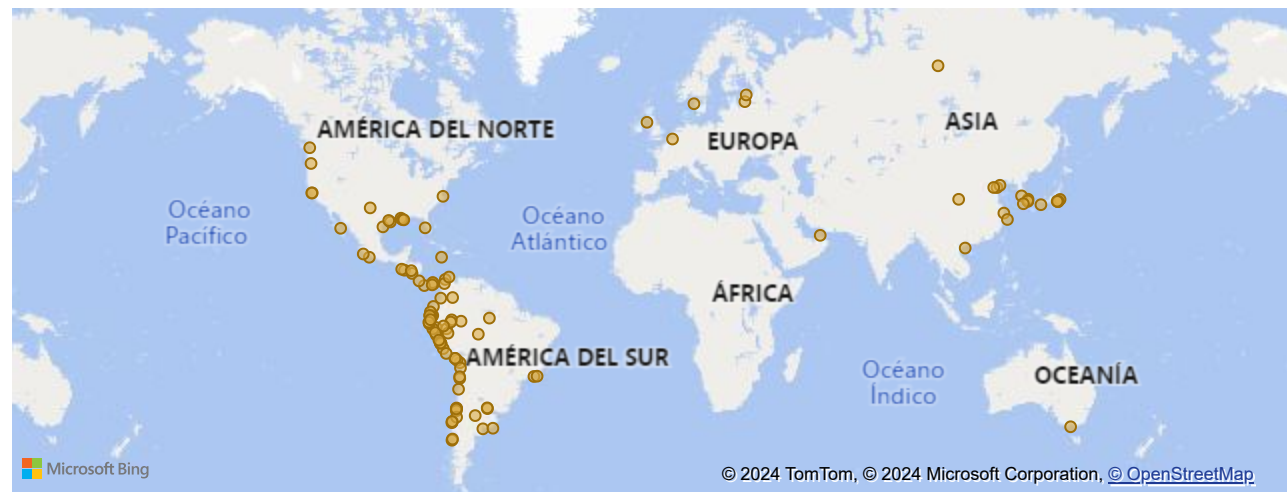 AMÉRICA DEL NORTE
EUROPA
ASIA
Océano
Pacífico
Océano
Atlántico
ÁFRICA
AMÉRICA DEL SUR
Océano
Índico
OCEANÍA
Microsoft Bing
© 2024 TomTom, © 2024 Microsoft Corporation, © OpenStreetMap